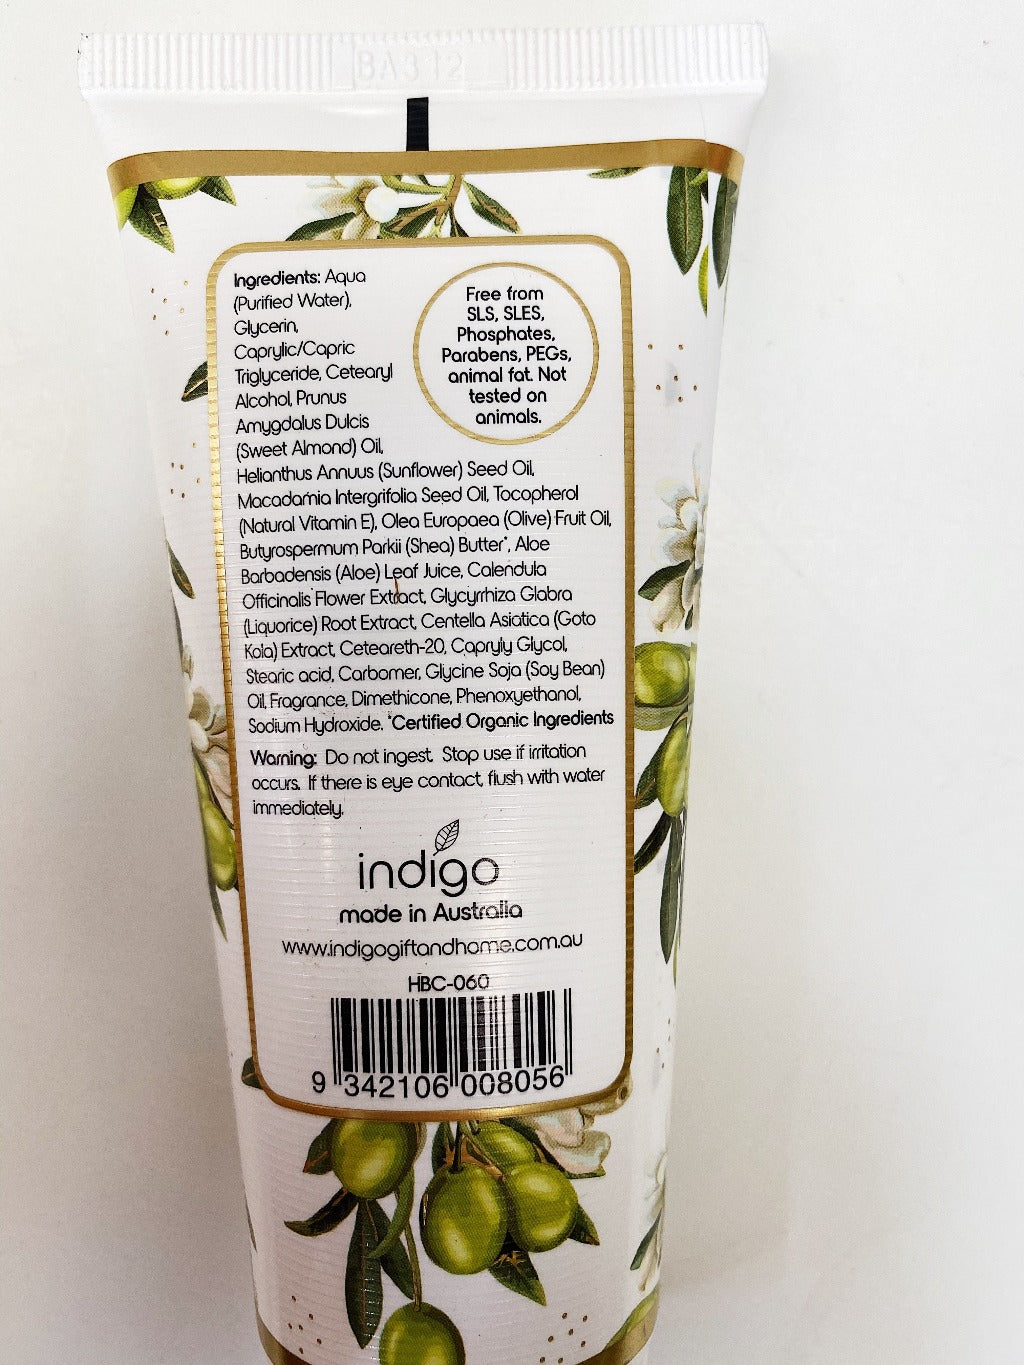 BA312
Ingredients: Aqua
(Purified Water),
Glycerin,
Caprylic/Capric
Triglyceride, Cetearyl
Alcohol, Prunus
Amygdalus Dulcis
(Sweet Almond) Oil,
Free from
SLS, SLES,
Phosphates,
Parabens, PEGs,
animal fat. Not
tested on
animals.
Helianthus Annuus (Sunflower) Seed Oil,
Macadamia Intergrifolia Seed Oil, Tocopherol
(Natural Vitamin E), Olea Europaea (Olive) Fruit Oil,
Butyrospermum Parkii (Shea) Butter*, Aloe
Barbadensis (Aloe) Leaf Juice, Calendula
Officinalis Flower Extract, Glycyrrhiza Glabra
(Liquorice) Root Extract, Centella Asiatica (Goto
Kola) Extract, Ceteareth-20, Capryly Glycol,
Stearic acid, Carbomer, Glycine Soja (Soy Bean)
Oil, Fragrance, Dimethicone, Phenoxyethanol,
Sodium Hydroxide. *Certified Organic Ingredients
Warning: Do not ingest. Stop use if irritation
occurs. If there is eye contact, flush with water
immediately.
indigo
made in Australia
www.indigogiftandhome.com.au
HBC-060
9 342106 008056